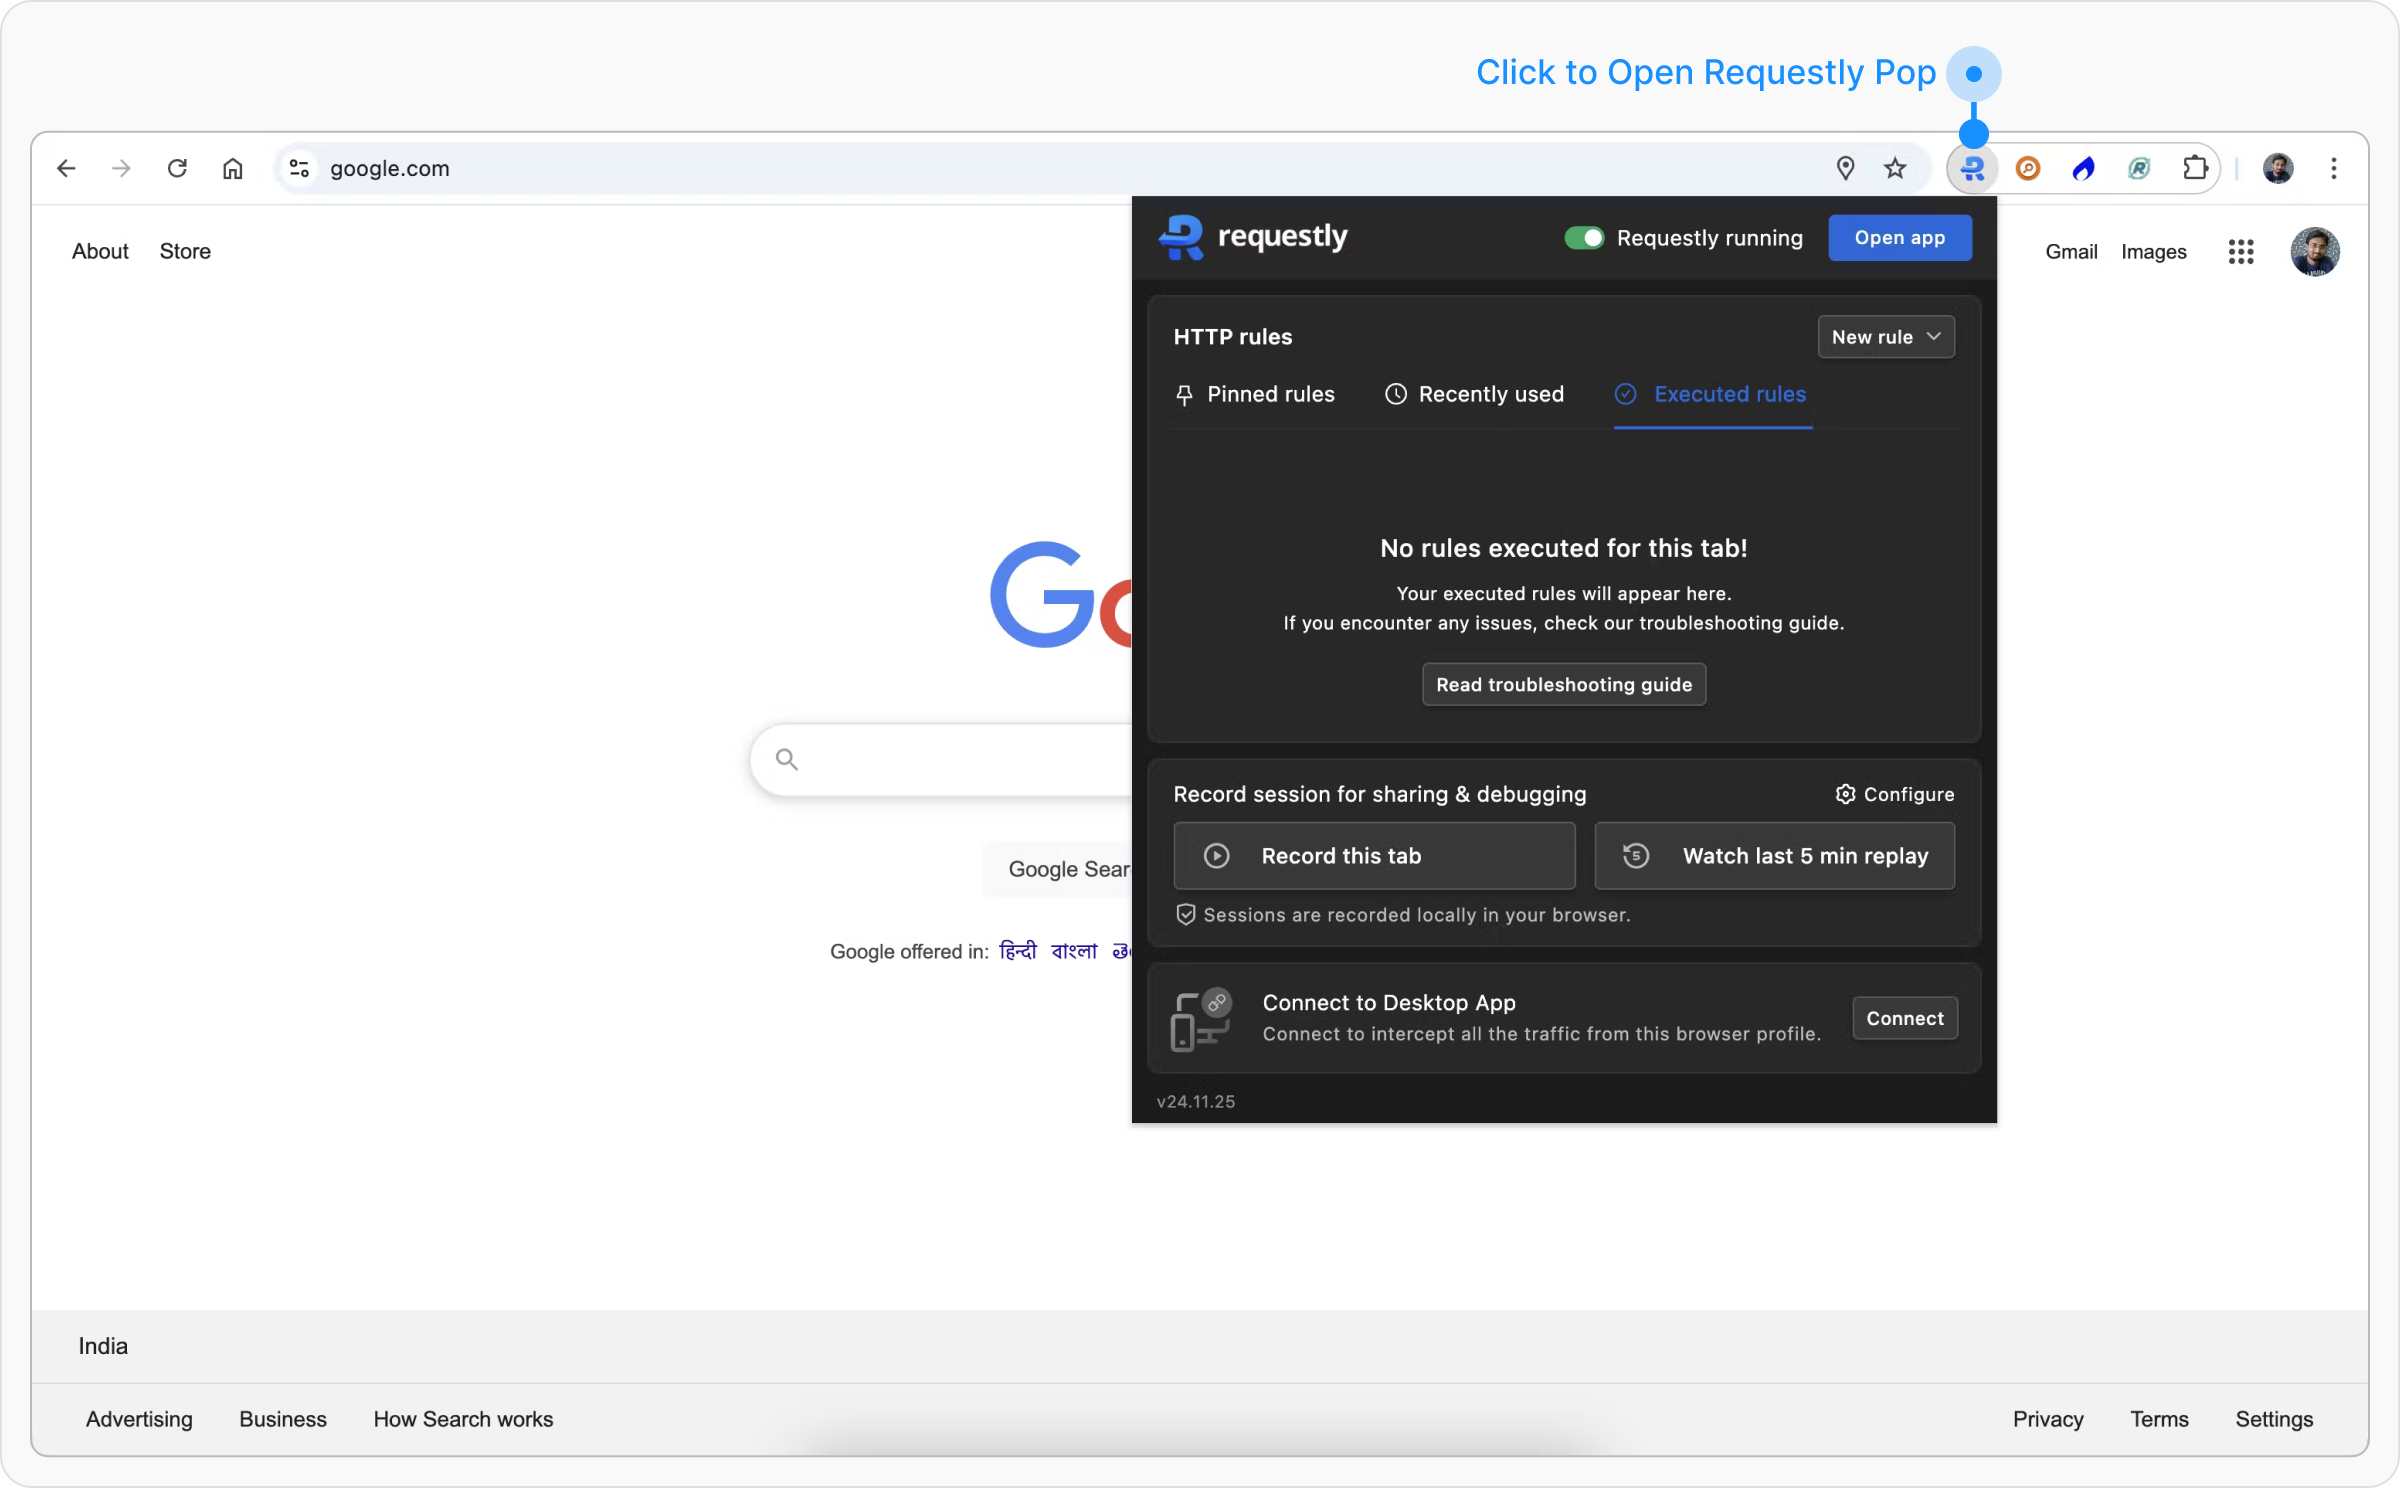 Click to Open Requestly Pop
google.com
About Store
requestly
Requestly running
Open app
Gmail Images
HTTP rules
New rule
Pinned rules
Recently used
Executed rules
No rules executed for this tab!
Your executed rules will appear here.
If you encounter any issues, check our troubleshooting guide.
Read troubleshooting guide
Record session for sharing & debugging
Configure
Record this tab
5 Watch last 5 min replay
Sessions are recorded locally in your browser.
Google Sear
Google offered in: हिन्दी বাংলা
Connect to Desktop App
Connect to intercept all the traffic from this browser profile.
Connect
v24.11.25
India
Advertising Business How Search works
Privacy Terms Settings